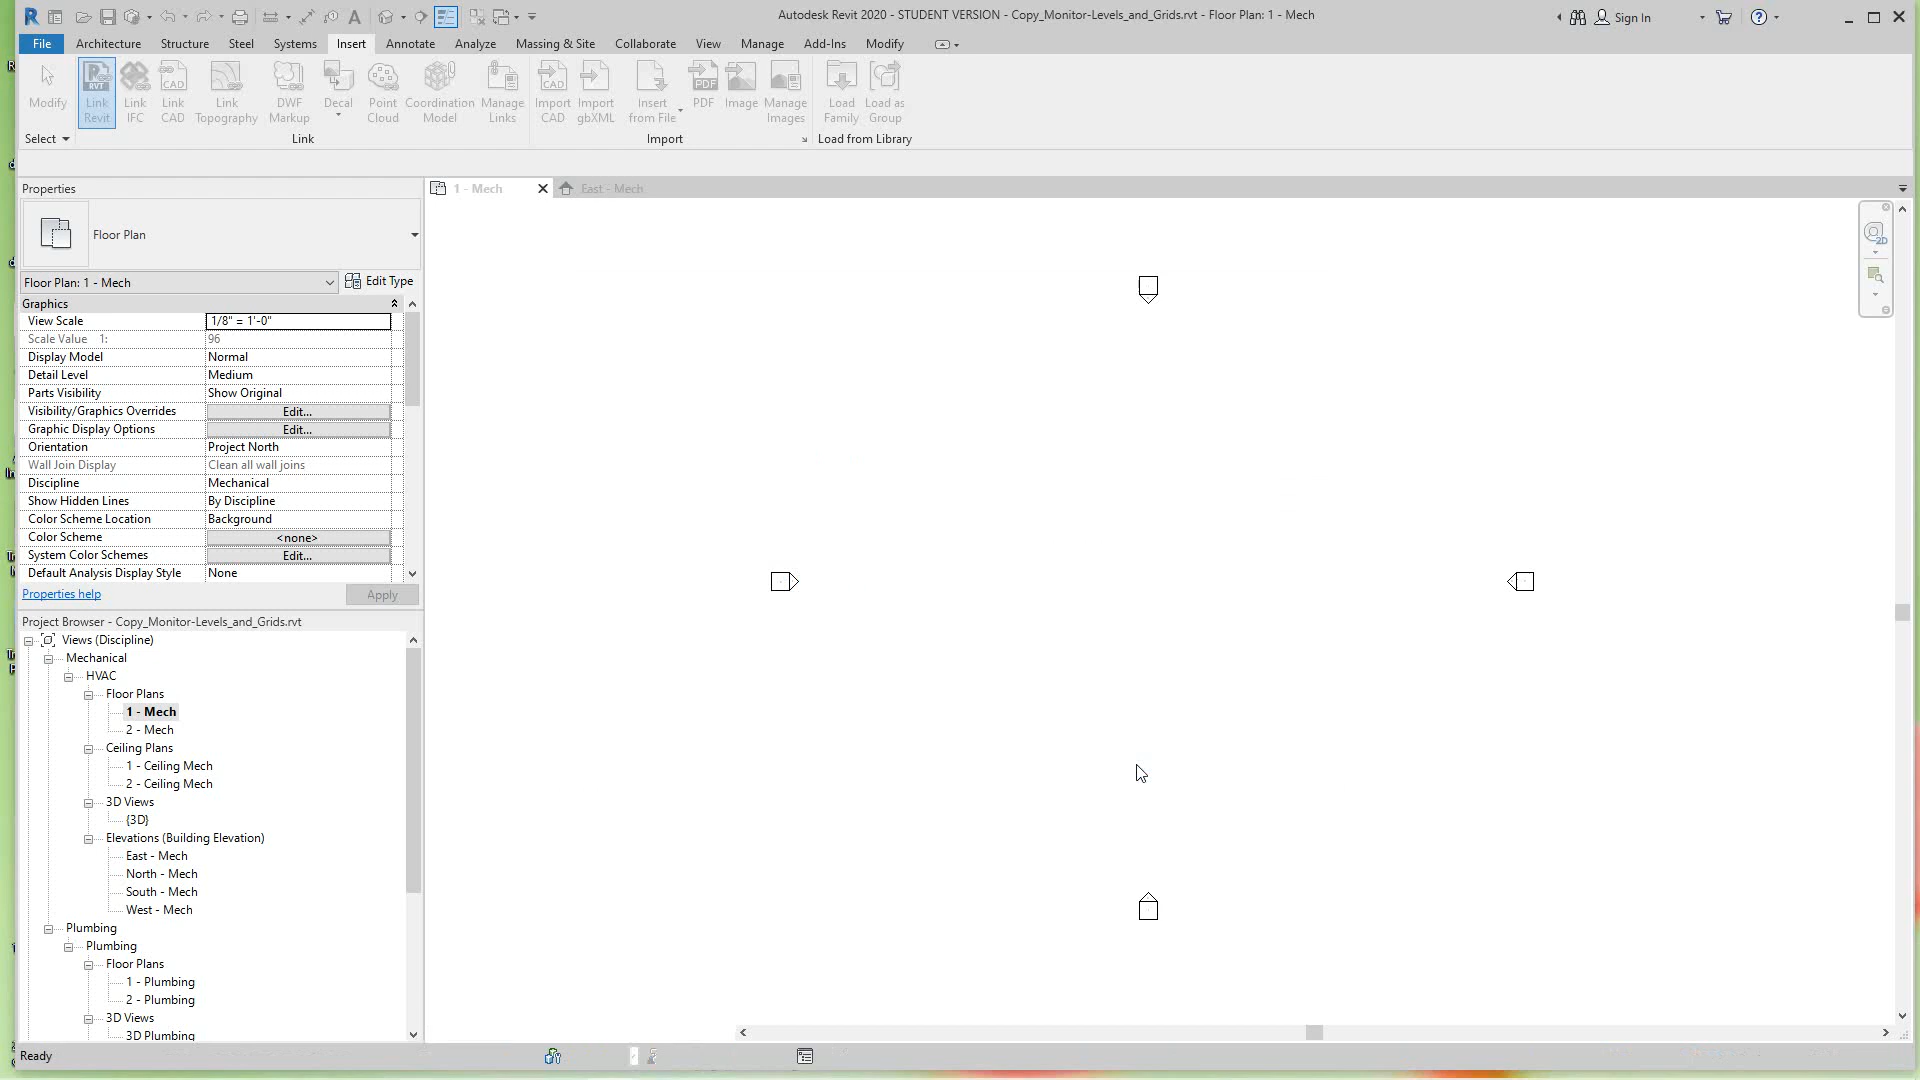 Autodesk Revit 2020 - STUDENT VERSION - Copy_Monitor-Levels_and_Grids.rvt - Floor Plan: 1 - Mech
Sign In
File Architecture Structure Steel Systems Insert Annotate Analyze Massing & Site Collaborate View Manage Add-Ins Modify
Modify
Link Revit
Link IFC
Link CAD
Link Topography
DWF Markup
Decal
Point Cloud
Coordination Model
Manage Links
Import CAD
Import gbXML
Insert from File
PDF
Image
Manage Images
Load Family
Load as Group
Select
Link
Import
Load from Library
Properties
1 - Mech
East - Mech
Floor Plan
Floor Plan: 1 - Mech
Edit Type
Graphics
View Scale 1/8" = 1'-0"
Scale Value 1: 96
Display Model Normal
Detail Level Medium
Parts Visibility Show Original
Visibility/Graphics Overrides Edit...
Graphic Display Options Edit...
Orientation Project North
Wall Join Display Clean all wall joins
Discipline Mechanical
Show Hidden Lines By Discipline
Color Scheme Location Background
Color Scheme <none>
System Color Schemes Edit...
Default Analysis Display Style None
Properties help
Apply
Project Browser - Copy_Monitor-Levels_and_Grids.rvt
Views (Discipline)
Mechanical
HVAC
Floor Plans
1 - Mech
2 - Mech
Ceiling Plans
1 - Ceiling Mech
2 - Ceiling Mech
3D Views
{3D}
Elevations (Building Elevation)
East - Mech
North - Mech
South - Mech
West - Mech
Plumbing
Plumbing
Floor Plans
1 - Plumbing
2 - Plumbing
3D Views
3D Plumbing
Ready